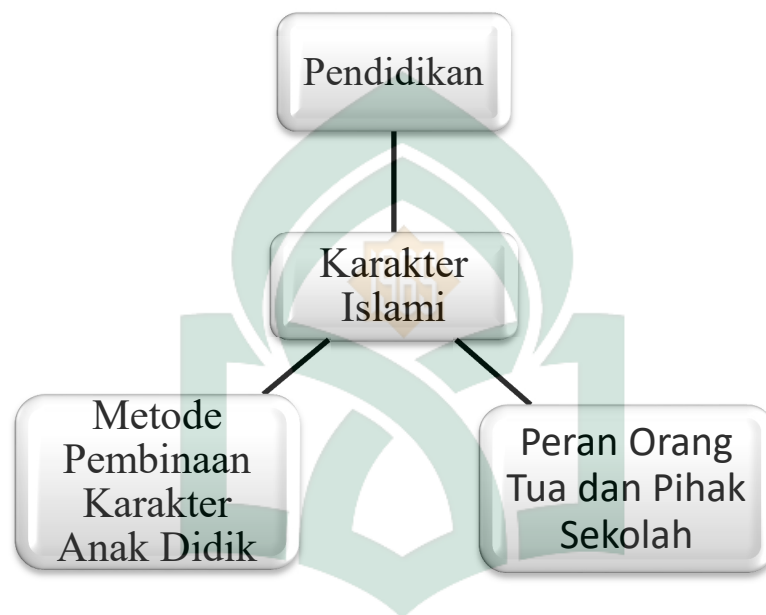 Pendidikan
Karakter
Islami
Metode
Pembinaan
Karakter
Anak Didik
Peran Orang
Tua dan Pihak
Sekolah